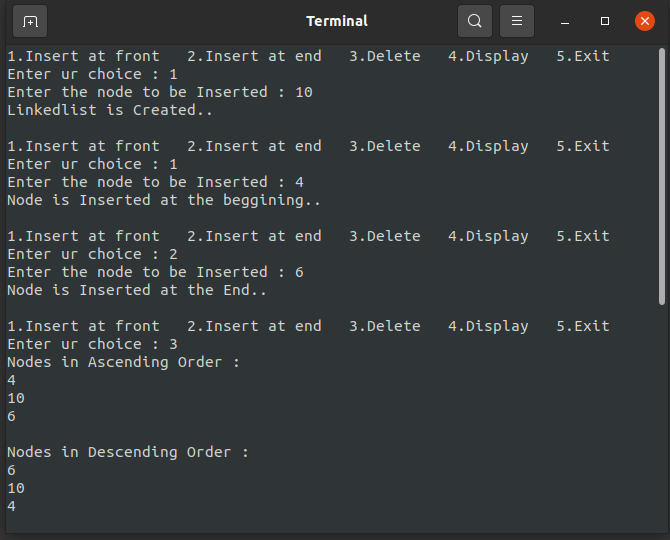 Terminal
1.Insert at front   2.Insert at end   3.Delete   4.Display   5.Exit
Enter ur choice : 1
Enter the node to be Inserted : 10
Linkedlist is Created..

1.Insert at front   2.Insert at end   3.Delete   4.Display   5.Exit
Enter ur choice : 1
Enter the node to be Inserted : 4
Node is Inserted at the beggining..

1.Insert at front   2.Insert at end   3.Delete   4.Display   5.Exit
Enter ur choice : 2
Enter the node to be Inserted : 6
Node is Inserted at the End..

1.Insert at front   2.Insert at end   3.Delete   4.Display   5.Exit
Enter ur choice : 3
Nodes in Ascending Order :
4
10
6

Nodes in Descending Order :
6
10
4